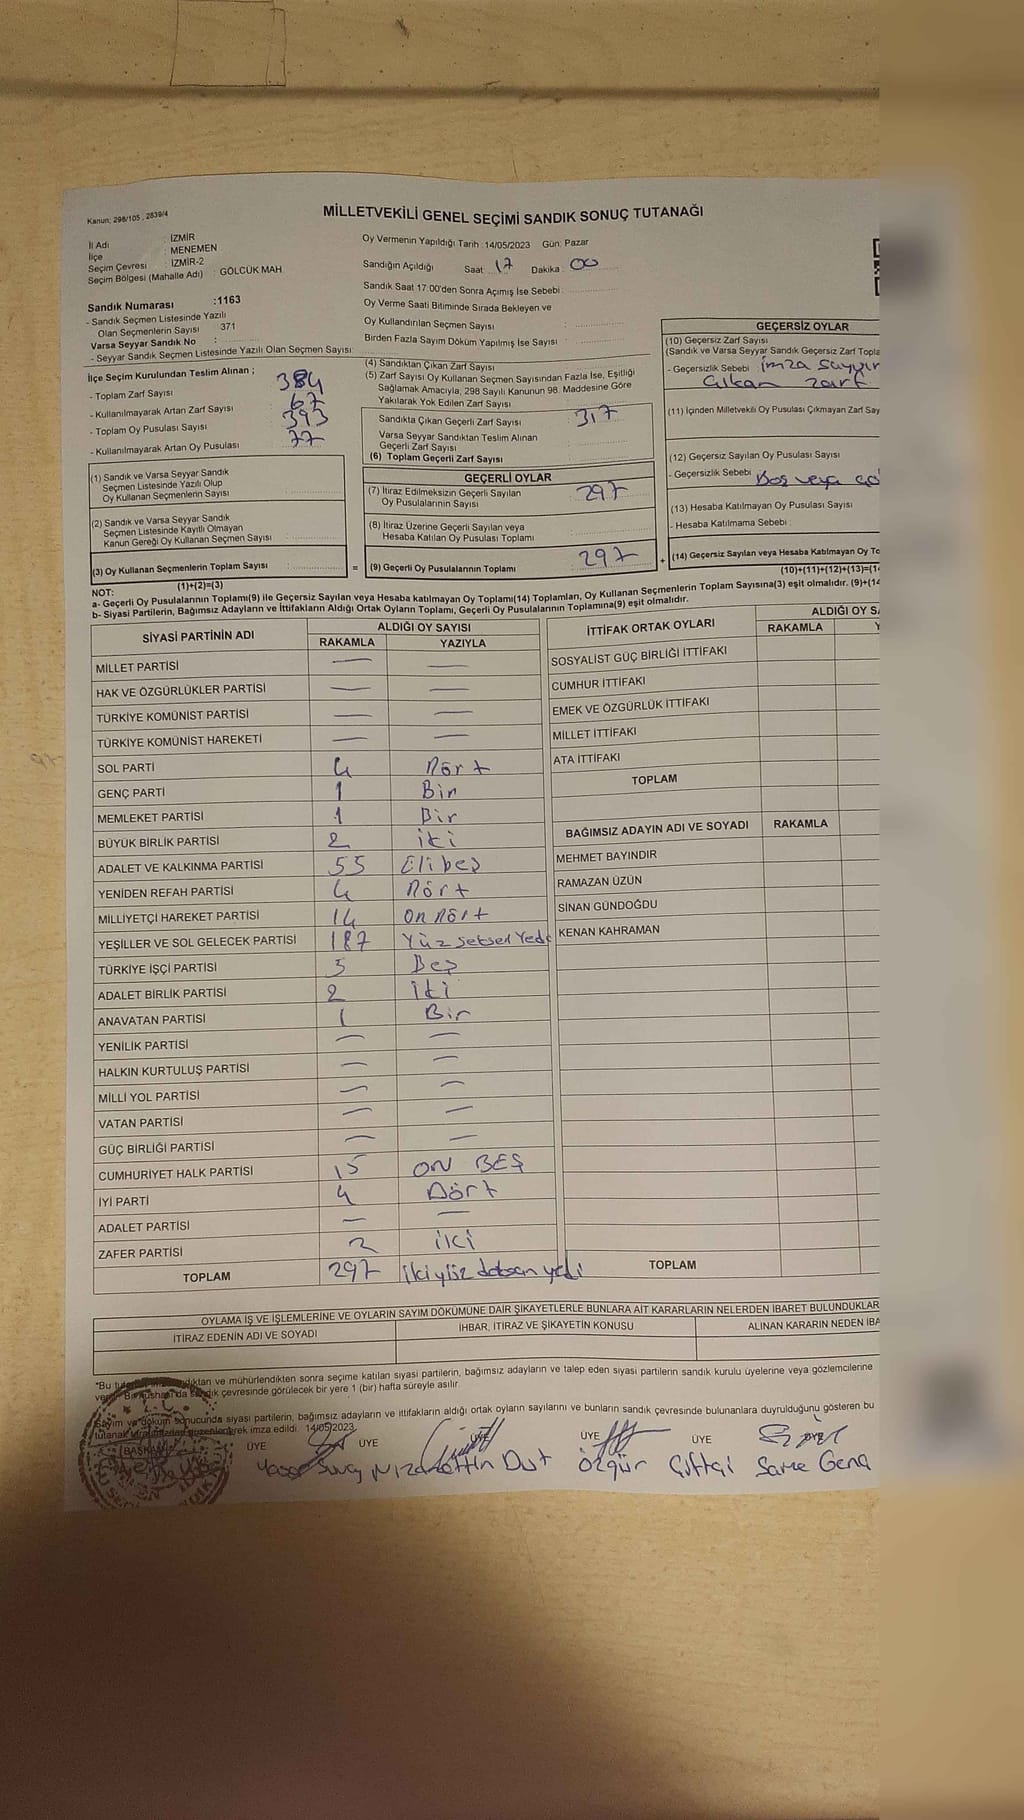 Kanun; 298/105 , 2839/4
MİLLETVEKİLİ GENEL SEÇİMİ SANDIK SONUÇ TUTANAĞI
İl Adı : İZMİR
İlçe : MENEMEN
Seçim Çevresi : İZMİR-2
Seçim Bölgesi (Mahalle Adı) : GÖLCÜK MAH
Sandık Numarası :1163
- Sandık Seçmen Listesinde Yazılı
Olan Seçmenlerin Sayısı 371
Varsa Seyyar Sandık No :
- Seyyar Sandık Seçmen Listesinde Yazılı Olan Seçmen Sayısı
İlçe Seçim Kurulundan Teslim Alınan ;
- Toplam Zarf Sayısı 384
- Kullanılmayarak Artan Zarf Sayısı 67
- Toplam Oy Pusulası Sayısı 393
- Kullanılmayarak Artan Oy Pusulası 77
(1) Sandık ve Varsa Seyyar Sandık
Seçmen Listesinde Yazılı Olup
Oy Kullanan Seçmenlerin Sayısı
(2) Sandık ve Varsa Seyyar Sandık
Seçmen Listesinde Kayıtlı Olmayan
Kanun Gereği Oy Kullanan Seçmen Sayısı :
(3) Oy Kullanan Seçmenlerin Toplam Sayısı
(1)+(2)=(3)
Oy Vermenin Yapıldığı Tarih :14/05/2023 Gün: Pazar
Sandığın Açıldığı Saat: 17 Dakika : 00
Sandık Saat 17:00'den Sonra Açımış İse Sebebi :
Oy Verme Saati Bitiminde Sırada Bekleyen ve
Oy Kullandırılan Seçmen Sayısı :
Birden Fazla Sayım Döküm Yapılmış İse Sayısı :
(4) Sandıktan Çıkan Zarf Sayısı
(5) Zarf Sayısı Oy Kullanan Seçmen Sayısından Fazla İse, Eşitliği
Sağlamak Amacıyla, 298 Sayılı Kanunun 98. Maddesine Göre
Yakılarak Yok Edilen Zarf Sayısı
Sandıkta Çıkan Geçerli Zarf Sayısı 317
Varsa Seyyar Sandıktan Teslim Alınan
Geçerli Zarf Sayısı
(6) Toplam Geçerli Zarf Sayısı
GEÇERLİ OYLAR
(7) İtiraz Edilmeksizin Geçerli Sayılan
Oy Pusulalarının Sayısı 297
(8) İtiraz Üzerine Geçerli Sayılan veya
Hesaba Katılan Oy Pusulası Toplamı
= (9) Geçerli Oy Pusulalarının Toplamı 297 +
GEÇERSİZ OYLAR
(10) Geçersiz Zarf Sayısı
(Sandık ve Varsa Seyyar Sandık Geçersiz Zarf Topla
- Geçersizlik Sebebi imza
Çıkan zarf
(11) İçinden Milletvekili Oy Pusulası Çıkmayan Zarf Say
(12) Geçersiz Sayılan Oy Pusulası Sayısı
- Geçersizlik Sebebi Boş veya
(13) Hesaba Katılmayan Oy Pusulası Sayısı
- Hesaba Katılmama Sebebi :
(14) Geçersiz Sayılan veya Hesaba Katılmayan Oy To
(10)+(11)+(12)+(13)=(14
NOT:
a- Geçerli Oy Pusulalarının Toplamı(9) ile Geçersiz Sayılan veya Hesaba katılmayan Oy Toplamı(14) Toplamları, Oy Kullanan Seçmenlerin Toplam Sayısına(3) eşit olmalıdır. (9)+(14
b- Siyasi Partilerin, Bağımsız Adayların ve İttifakların Aldığı Ortak Oyların Toplamı, Geçerli Oy Pusulalarının Toplamına(9) eşit olmalıdır.
SİYASİ PARTİNİN ADI ALDIĞI OY SAYISI
RAKAMLA YAZIYLA
MİLLET PARTİSİ — —
HAK VE ÖZGÜRLÜKLER PARTİSİ — —
TÜRKİYE KOMÜNİST PARTİSİ — —
TÜRKİYE KOMÜNİST HAREKETİ — —
SOL PARTİ 4 Dört
GENÇ PARTİ 1 Bir
MEMLEKET PARTİSİ 1 Bir
BÜYÜK BİRLİK PARTİSİ 2 iki
ADALET VE KALKINMA PARTİSİ 55 Elibeş
YENİDEN REFAH PARTİSİ 4 Dört
MİLLİYETÇİ HAREKET PARTİSİ 14 on Dört
YEŞİLLER VE SOL GELECEK PARTİSİ 187 Yüz seksen Yedi
TÜRKİYE İŞÇİ PARTİSİ 5 Beş
ADALET BİRLİK PARTİSİ 2 iki
ANAVATAN PARTİSİ 1 Bir
YENİLİK PARTİSİ — —
HALKIN KURTULUŞ PARTİSİ — —
MİLLİ YOL PARTİSİ — —
VATAN PARTİSİ — —
GÜÇ BİRLİĞİ PARTİSİ — —
CUMHURİYET HALK PARTİSİ 15 ON BEŞ
İYİ PARTİ 4 Dört
ADALET PARTİSİ — —
ZAFER PARTİSİ 2 iki
TOPLAM 297 ikiyüz doksan yedi
İTTİFAK ORTAK OYLARI ALDIĞI OY SA
RAKAMLA Y
SOSYALİST GÜÇ BİRLİĞİ İTTİFAKI
CUMHUR İTTİFAKI
EMEK VE ÖZGÜRLÜK İTTİFAKI
MİLLET İTTİFAKI
ATA İTTİFAKI
TOPLAM
BAĞIMSIZ ADAYIN ADI VE SOYADI RAKAMLA
MEHMET BAYINDIR
RAMAZAN ÜZÜN
SİNAN GÜNDOĞDU
KENAN KAHRAMAN
TOPLAM
OYLAMA İŞ VE İŞLEMLERİNE VE OYLARIN SAYIM DÖKÜMÜNE DAİR ŞİKAYETLERLE BUNLARA AİT KARARLARIN NELERDEN İBARET BULUNDUKLAR
İTİRAZ EDENİN ADI VE SOYADI İHBAR, İTİRAZ VE ŞİKAYETİN KONUSU ALINAN KARARIN NEDEN İBA
*Bu ve mühürlendikten sonra seçime katılan siyasi partilerin, bağımsız adayların ve talep eden siyasi partilerin sandık kurulu üyelerine veya gözlemcilerine
çevresinde görülecek bir yere 1 (bir) hafta süreyle asılır.
Sayım ve döküm sonucunda siyasi partilerin, bağımsız adayların ve ittifakların aldığı ortak oyların sayılarını ve bunların sandık çevresinde bulunanlara duyrulduğunu gösteren bu
tutanak imza edildi. 14/05/2023
BAŞKAN ÜYE ÜYE ÜYE ÜYE
Nizamettin Dut Özgür Çiftçi